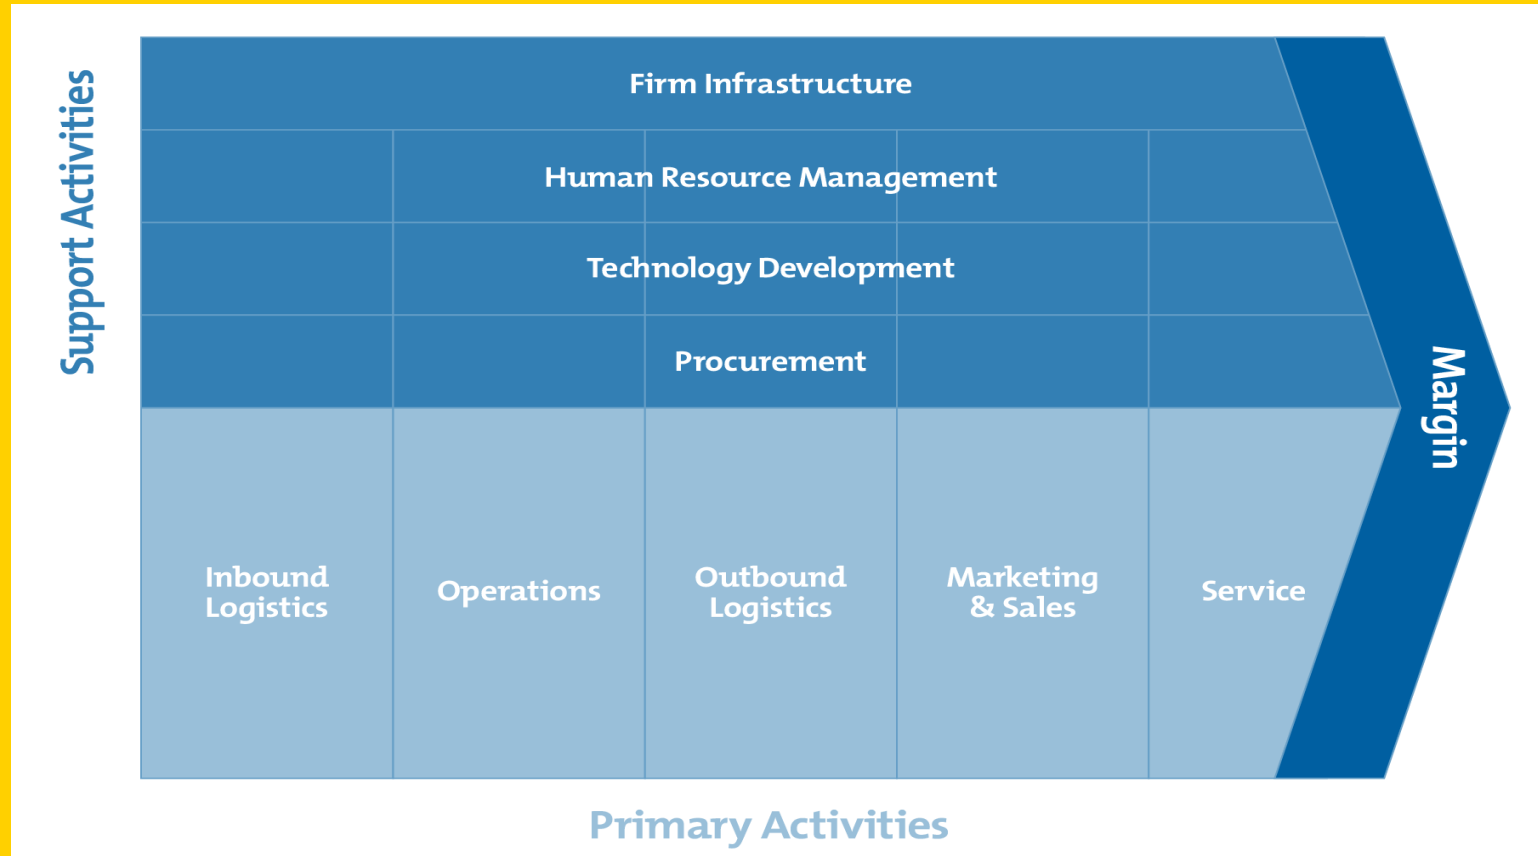 Support Activities
Firm Infrastructure
Human Resource Management
Technology Development
Procurement
Margin
Inbound
Logistics
Operations
Outbound
Logistics
Marketing
& Sales
Service
Primary Activities